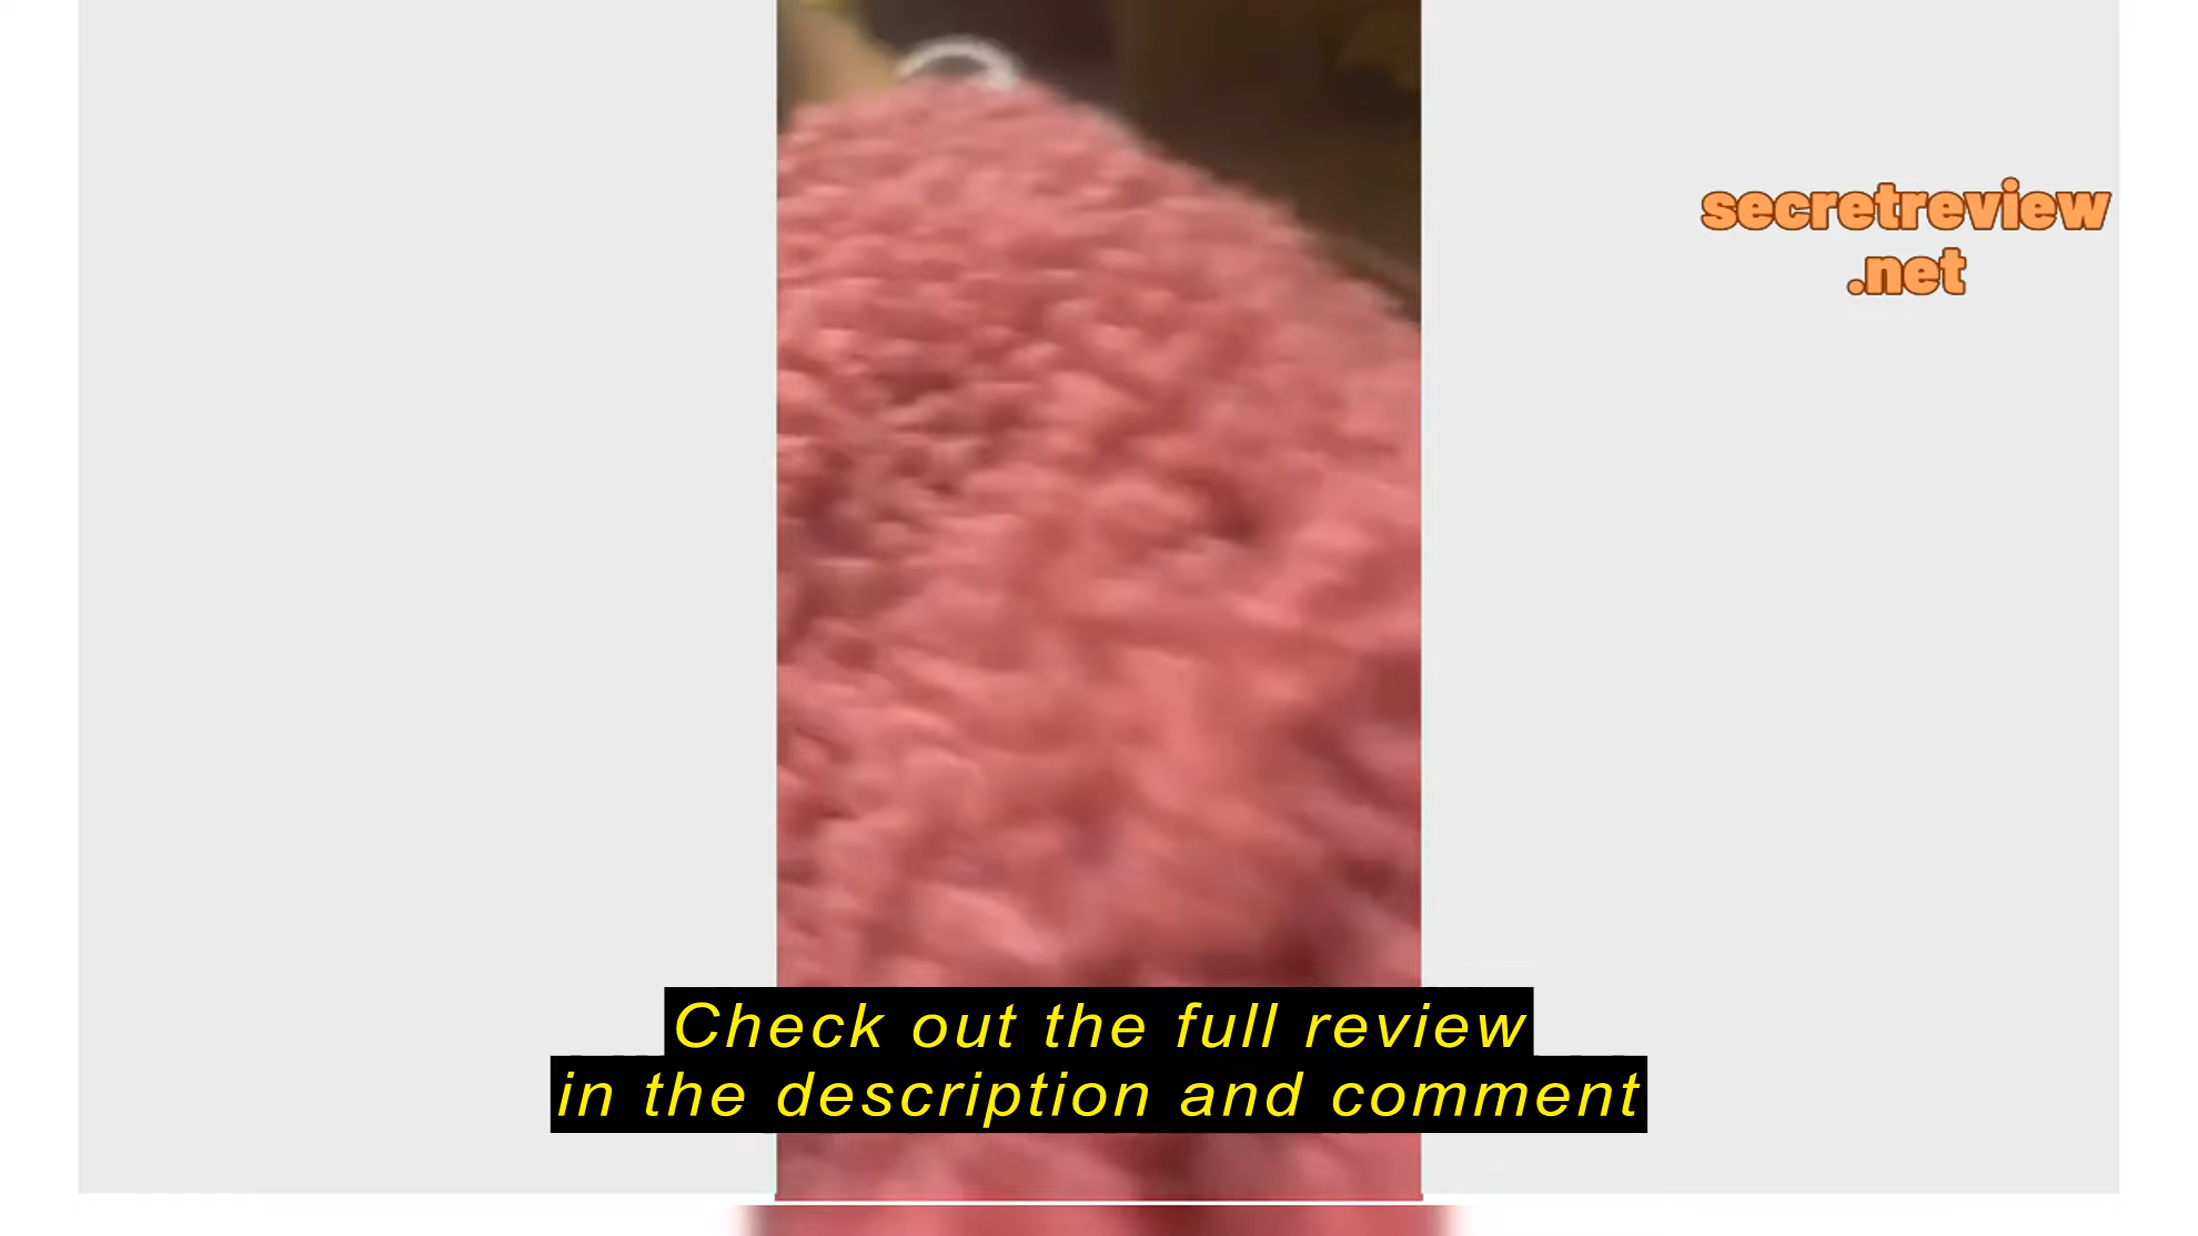 secretreview
.net
Check out the full review
in the description and comment